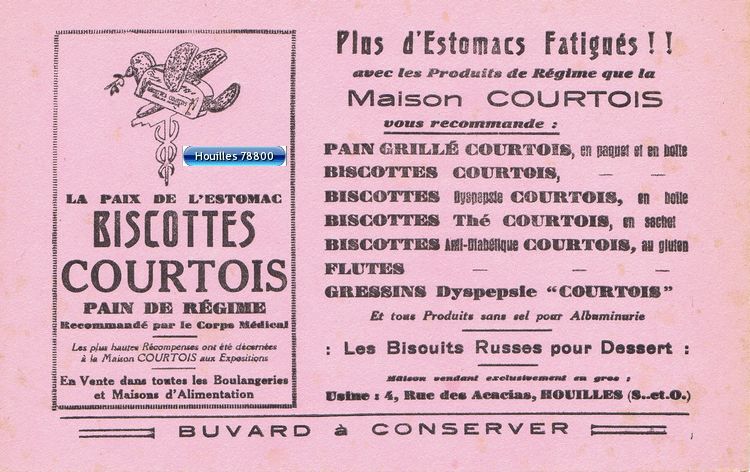 Houilles 78800
LA PAIX DE L'ESTOMAC
BISCOTTES
COURTOIS
PAIN DE RÉGIME
Recommandé par le Corps Médical
Les plus hautes Récompenses ont été décernées
à la Maison COURTOIS aux Expositions
En Vente dans toutes les Boulangeries
et Maisons d'Alimentation
Plus d'Estomacs Fatigués ! !
avec les Produits de Régime que la
Maison COURTOIS
vous recommande :
PAIN GRILLÉ COURTOIS, en paquet et en boîte
BISCOTTES COURTOIS, — —
BISCOTTES Dyspepsie COURTOIS, en boîte
BISCOTTES Thé COURTOIS, en sachet
BISCOTTES Anti-Diabétique COURTOIS, au gluten
FLUTES — — —
GRESSINS Dyspepsie "COURTOIS"
Et tous Produits sans sel pour Albuminurie
: Les Biscuits Russes pour Dessert :
Maison vendant exclusivement en gros :
Usine : 4, Rue des Acacias, HOUILLES (S.-et.O.)
BUVARD à CONSERVER